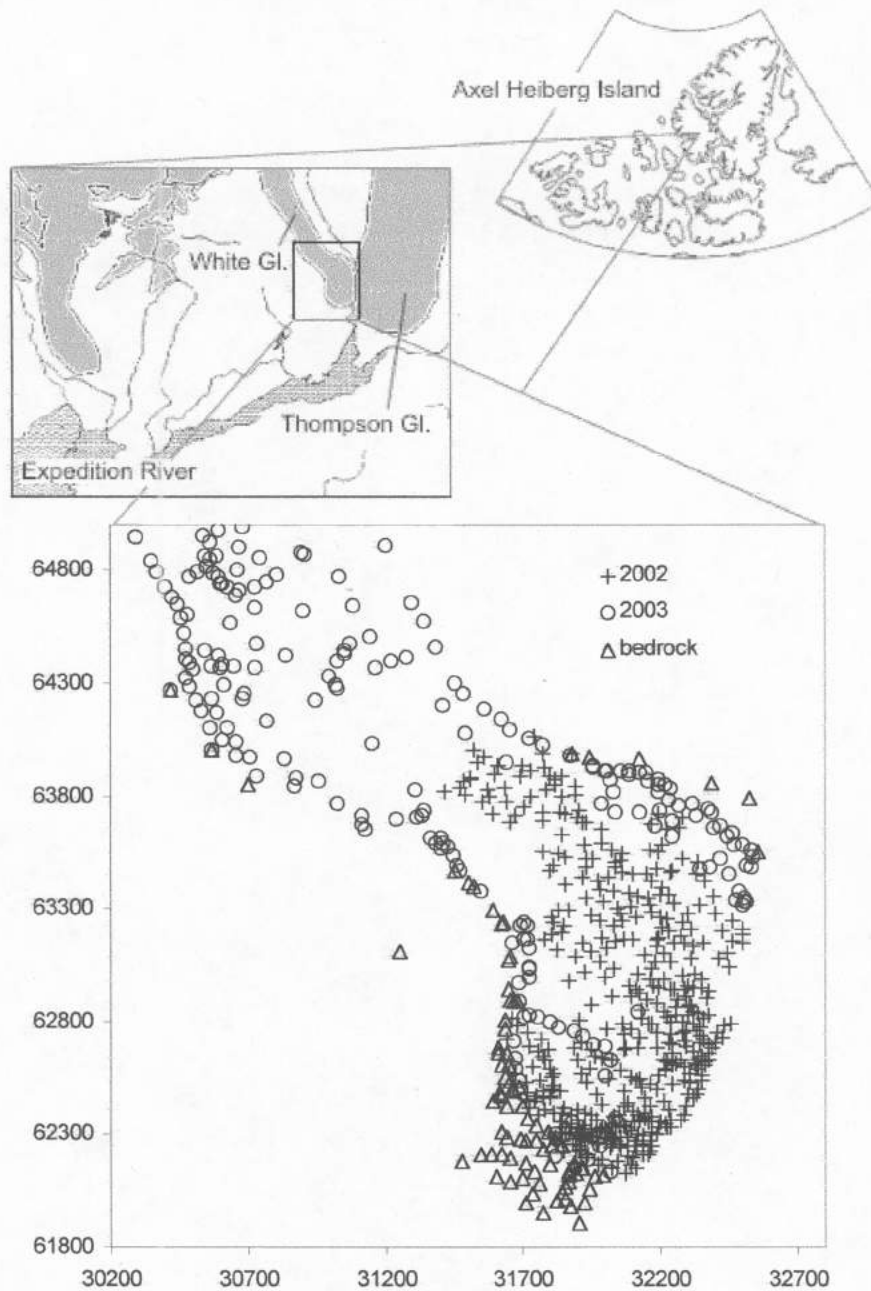 Axel Heiberg Island
White Gl.
Thompson Gl.
Expedition River
64800
64300
63800
63300
62800
62300
61800
30200 30700 31200 31700 32200 32700
+ 2002
○ 2003
△ bedrock